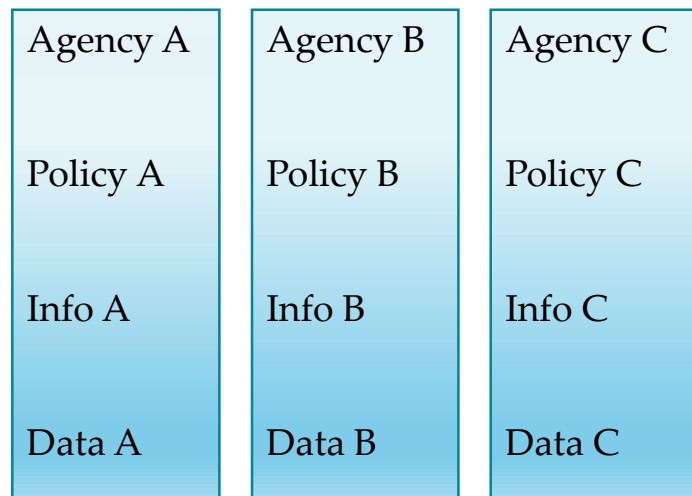 Agency A
Policy A
Info A
Data A
Agency B
Policy B
Info B
Data B
Agency C
Policy C
Info C
Data C